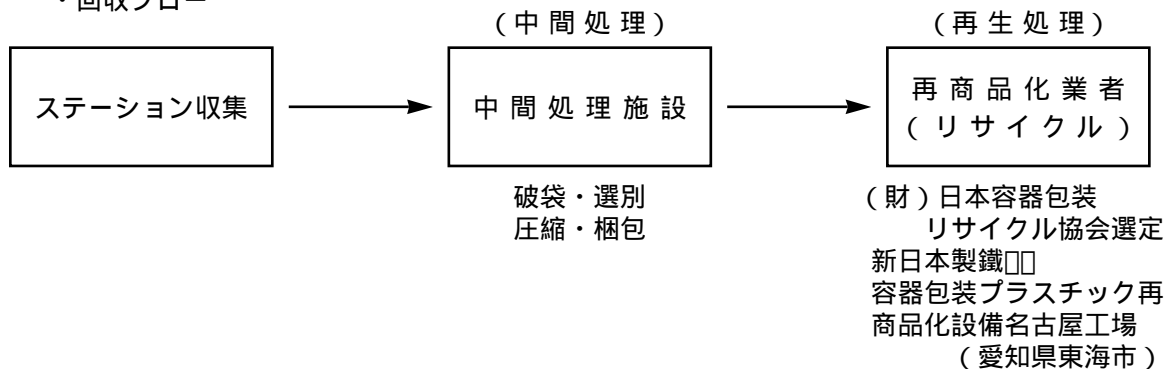 ・回収フロー
(中間処理)
(再生処理)
ステーション収集
中間処理施設
再商品化業者
(リサイクル)
破袋・選別
圧縮・梱包
(財)日本容器包装
リサイクル協会選定
新日本製鐵
容器包装プラスチック再
商品化設備名古屋工場
(愛知県東海市)